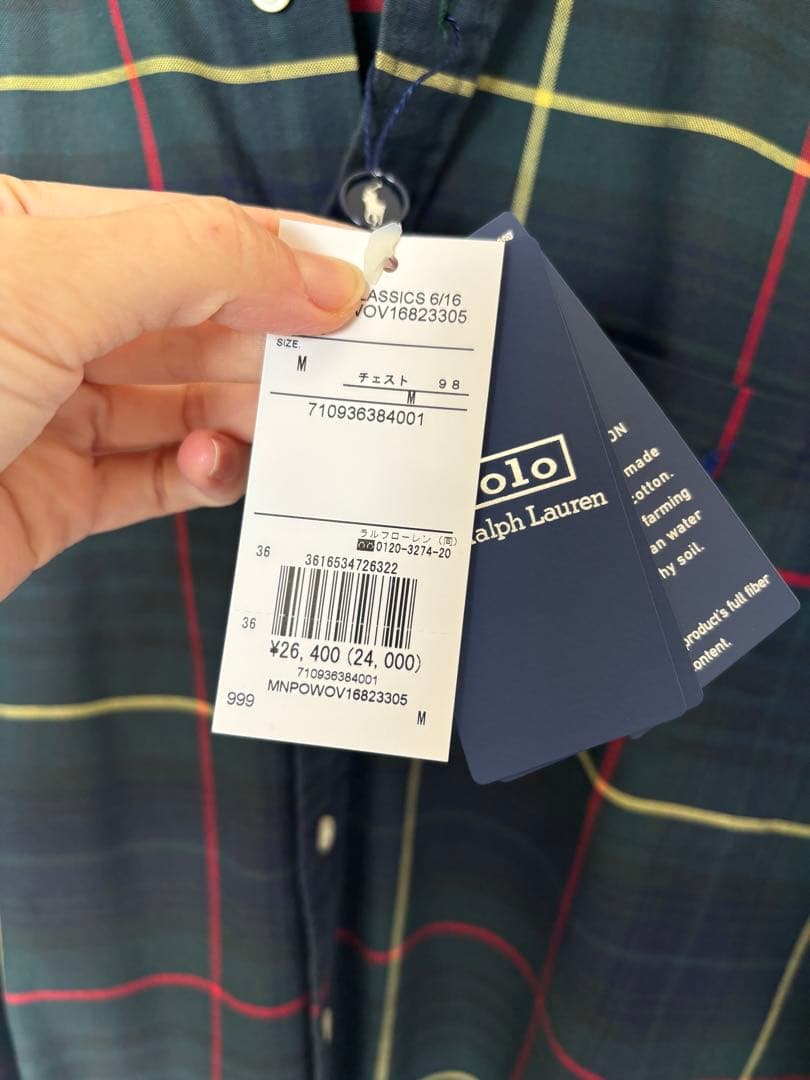 LASSICS 6/16
WOV16823305
SIZE.
M
チェスト 98
M
710936384001
ラルフローレン (同)
0120-3274-20
36
3616534726322
36
¥26,400 (24,000)
710936384001
MNPOWOV16823305
999
M
olo
alph Lauren
ON
made
cotton.
farming
an water
hy soil.
product's full fiber
ontent.